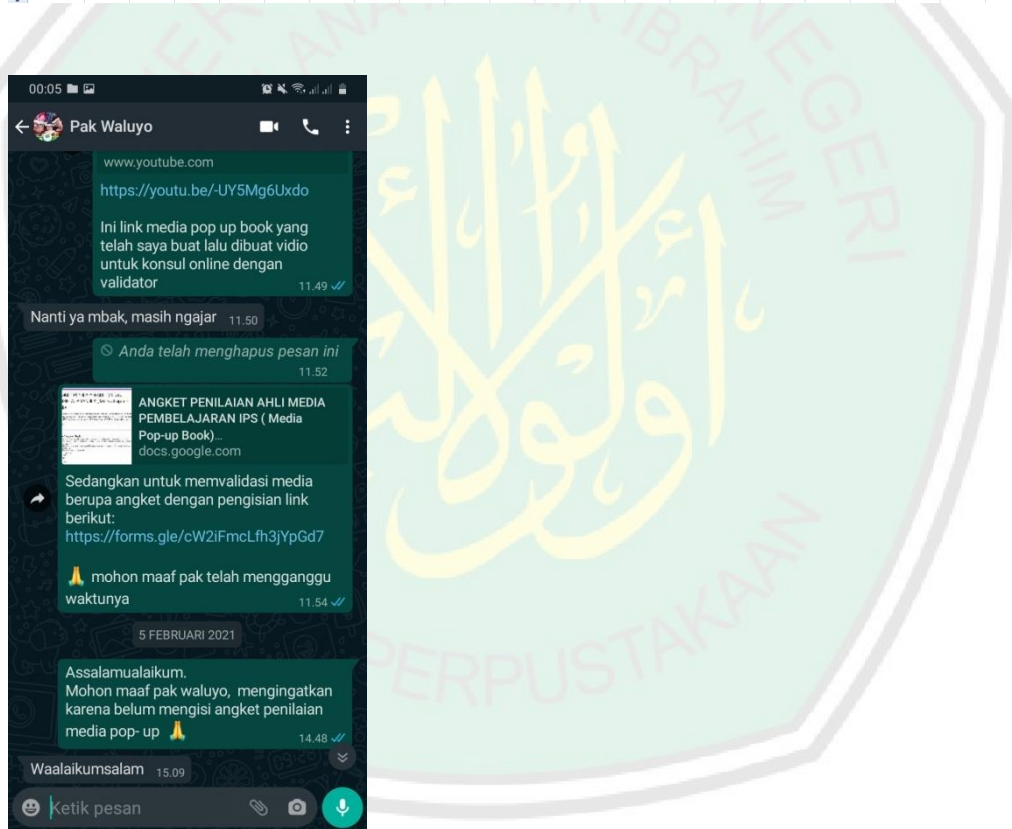 00:05
Pak Waluyo
www.youtube.com
https://youtu.be/-UY5Mg6Uxdo
Ini link media pop up book yang
telah saya buat lalu dibuat vidio
untuk konsul online dengan
validator
11.49
Nanti ya mbak, masih ngajar 11.50
Anda telah menghapus pesan ini
11.52
ANGKET PENILAIAN AHLI MEDIA
PEMBELAJARAN IPS ( Media
Pop-up Book)...
docs.google.com
Sedangkan untuk memvalidasi media
berupa angket dengan pengisian link
berikut:
https://forms.gle/cW2iFmcLfh3jYpGd7
🙏 mohon maaf pak telah mengganggu
waktunya
11.54
5 FEBRUARI 2021
Assalamualaikum.
Mohon maaf pak waluyo, mengingatkan
karena belum mengisi angket penilaian
media pop- up 🙏
14.48
Waalaikumsalam 15.09
Ketik pesan
IBRAHIM
NEGERI
PERPUSTAKAAN